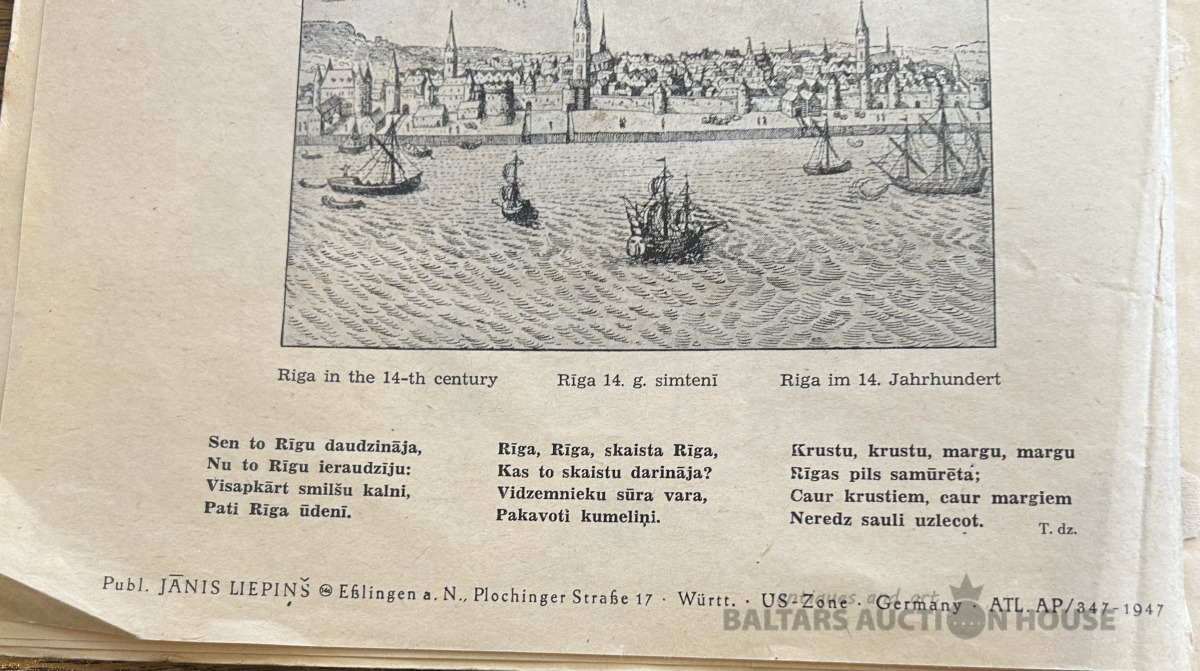 Riga in the 14-th century
Rīga 14. g. simtenī
Riga im 14. Jahrhundert
Sen to Rīgu daudzināja,
Nu to Rīgu ieraudzīju:
Visapkārt smilšu kalni,
Pati Rīga ūdenī.
Rīga, Rīga, skaista Rīga,
Kas to skaistu darināja?
Vidzemnieku sūra vara,
Pakavoti kumeliņi.
Krustu, krustu, margu, margu
Rīgas pils samūrēta;
Caur krustiem, caur margiem
Neredz sauli uzlecot.
T. dz.
Publ. JĀNIS LIEPIŅŠ Eßlingen a. N., Plochinger Straße 17 · Württ. · US-Zone · Germany · ATL. AP/347-1947
antiques and art
BALTARS AUCTION HOUSE